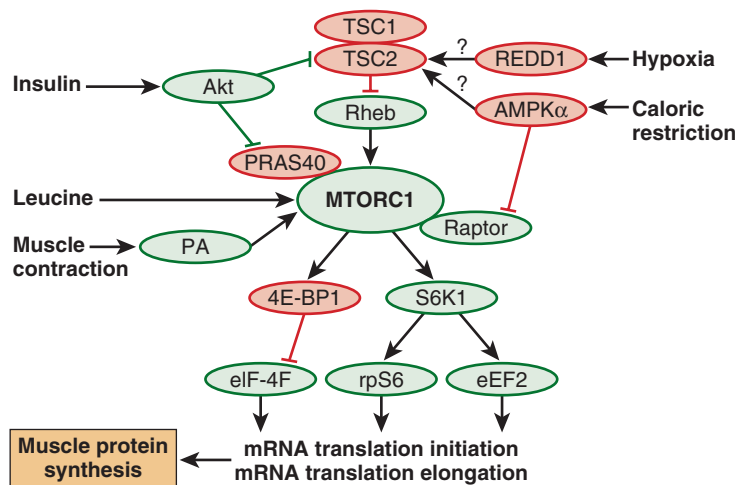 TSC1
TSC2
?
REDD1
Hypoxia
Insulin
Akt
?
AMPKα
Caloric
restriction
Rheb
PRAS40
MTORC1
Leucine
Raptor
Muscle
contraction
PA
4E-BP1
S6K1
eIF-4F
rpS6
eEF2
Muscle protein
synthesis
mRNA translation initiation
mRNA translation elongation